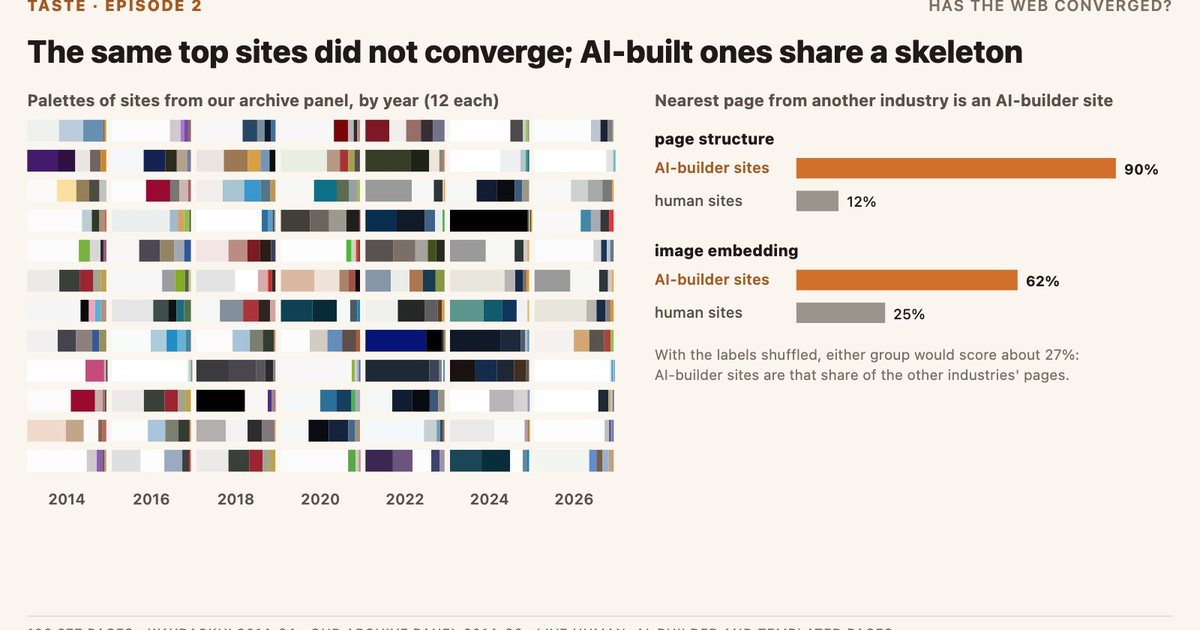 TASTE · EPISODE 2
HAS THE WEB CONVERGED?
The same top sites did not converge; AI-built ones share a skeleton
Palettes of sites from our archive panel, by year (12 each)
2014 2016 2018 2020 2022 2024 2026
Nearest page from another industry is an AI-builder site
page structure
AI-builder sites 90%
human sites 12%
image embedding
AI-builder sites 62%
human sites 25%
With the labels shuffled, either group would score about 27%:
AI-builder sites are that share of the other industries' pages.